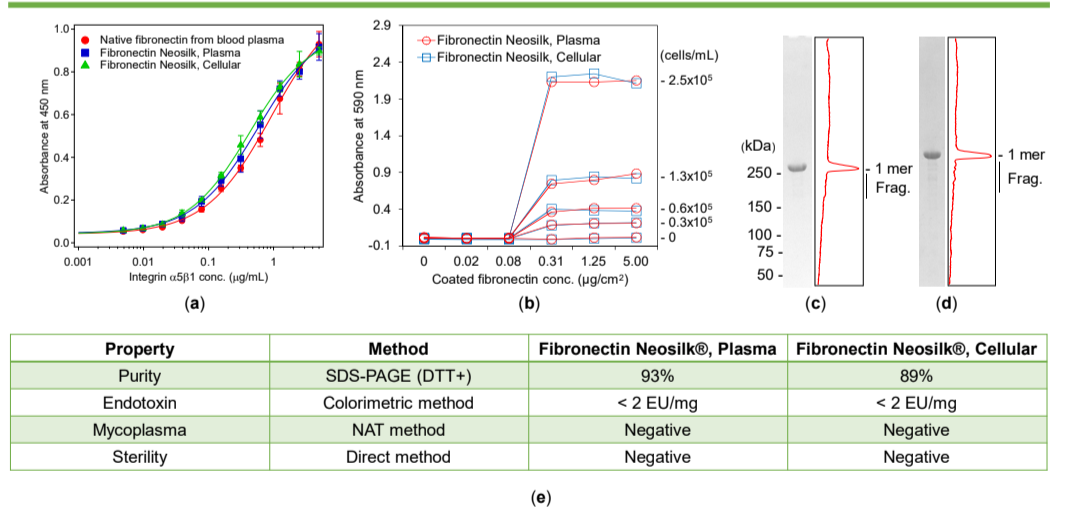 Native fibronectin from blood plasma
Fibronectin Neosilk, Plasma
Fibronectin Neosilk, Cellular
Absorbance at 450 nm
1.0
0.8
0.6
0.4
0.2
0.0
0.001 0.01 0.1 1
Integrin α5β1 conc. (μg/mL)
(a)
Fibronectin Neosilk, Plasma
Fibronectin Neosilk, Cellular
Absorbance at 590 nm
2.9
2.4
1.9
1.4
0.9
0.4
-0.1
0 0.02 0.08 0.31 1.25 5.00
Coated fibronectin conc. (μg/cm²)
(cells/mL)
- 2.5x10⁵
- 1.3x10⁵
- 0.6x10⁵
- 0.3x10⁵
- 0
(b)
(kDa)
250 -
150 -
100 -
75 -
50 -
- 1 mer
Frag.
(c)
- 1 mer
Frag.
(d)
Property Method Fibronectin Neosilk®, Plasma Fibronectin Neosilk®, Cellular
Purity SDS-PAGE (DTT+) 93% 89%
Endotoxin Colorimetric method < 2 EU/mg < 2 EU/mg
Mycoplasma NAT method Negative Negative
Sterility Direct method Negative Negative
(e)